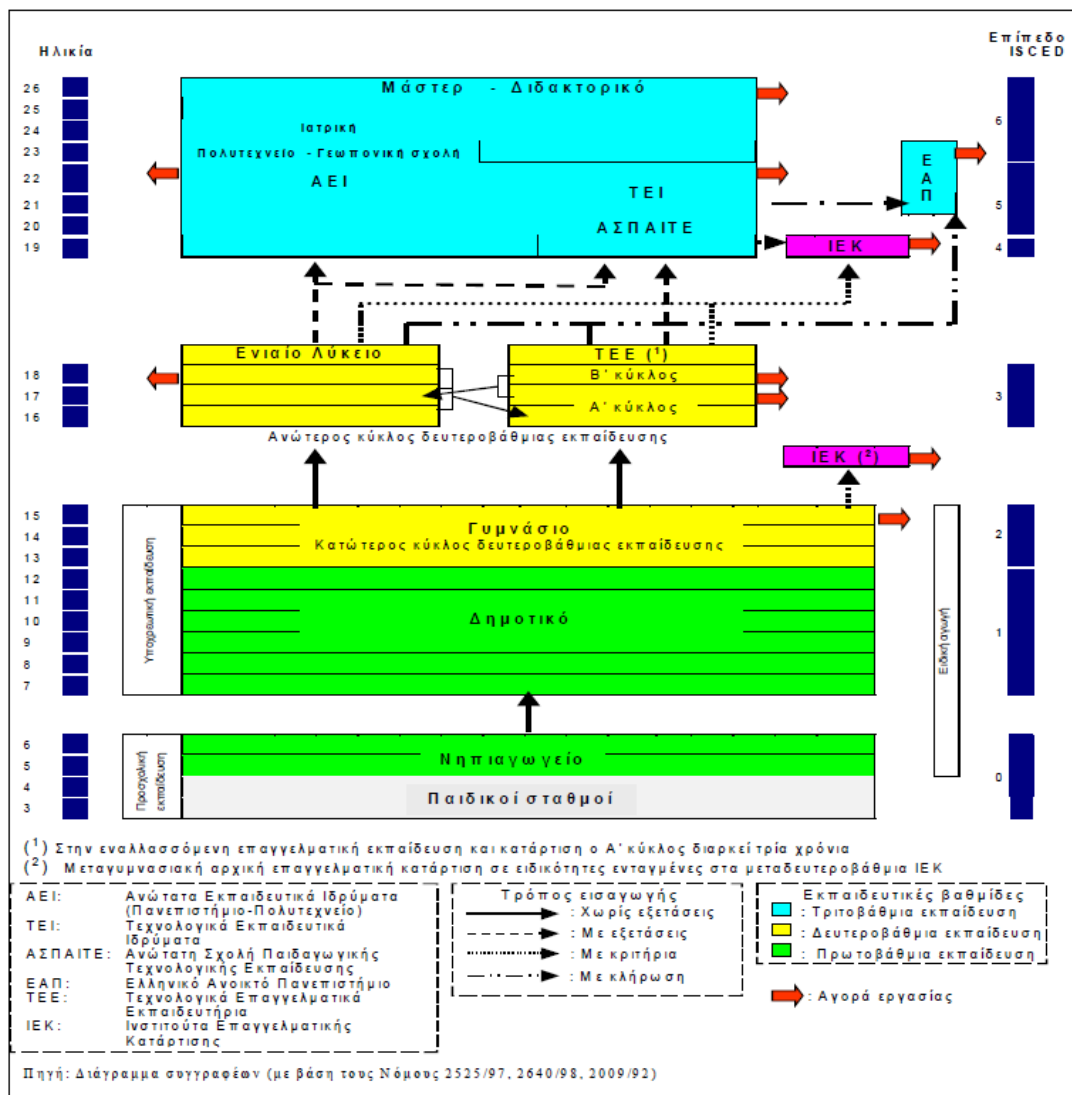 Ηλικία
Επίπεδο
ISCED
26
25
24
23
22
21
20
19
Μάστερ - Διδακτορικό
Ιατρική
Πολυτεχνείο - Γεωπονική σχολή
ΑΕΙ
ΤΕΙ
ΑΣΠΑΙΤΕ
ΕΑΠ
ΙΕΚ
6
5
4
Ενιαίο Λύκειο
ΤΕΕ (¹)
Β' κύκλος
Α' κύκλος
18
17
16
3
Ανώτερος κύκλος δευτεροβάθμιας εκπαίδευσης
ΙΕΚ (²)
15
14
13
12
11
10
9
8
7
Υποχρεωτική εκπαίδευση
Γυμνάσιο
Κατώτερος κύκλος δευτεροβάθμιας εκπαίδευσης
Δημοτικό
Ειδική αγωγή
2
1
6
5
4
3
Προσχολική
εκπαίδευση
Νηπιαγωγείο
Παιδικοί σταθμοί
0
(¹) Στην εναλλασσόμενη επαγγελματική εκπαίδευση και κατάρτιση ο Α' κύκλος διαρκεί τρία χρόνια
(²) Μεταγυμνασιακή αρχική επαγγελματική κατάρτιση σε ειδικότητες ενταγμένες στα μεταδευτεροβάθμια ΙΕΚ
ΑΕΙ: Ανώτατα Εκπαιδευτικά Ιδρύματα
(Πανεπιστήμιο-Πολυτεχνείο)
ΤΕΙ: Τεχνολογικά Εκπαιδευτικά
Ιδρύματα
ΑΣΠΑΙΤΕ: Ανώτατη Σχολή Παιδαγωγικής
Τεχνολογικής Εκπαίδευσης
ΕΑΠ: Ελληνικό Ανοικτό Πανεπιστήμιο
ΤΕΕ: Τεχνολογικά Επαγγελματικά
Εκπαιδευτήρια
ΙΕΚ: Ινστιτούτα Επαγγελματικής
Κατάρτισης
Τρόπος εισαγωγής
: Χωρίς εξετάσεις
: Με εξετάσεις
: Με κριτήρια
: Με κλήρωση
Εκπαιδευτικές βαθμίδες
: Τριτοβάθμια εκπαίδευση
: Δευτεροβάθμια εκπαίδευση
: Πρωτοβάθμια εκπαίδευση
: Αγορά εργασίας
Πηγή: Διάγραμμα συγγραφέων (με βάση τους Νόμους 2525/97, 2640/98, 2009/92)